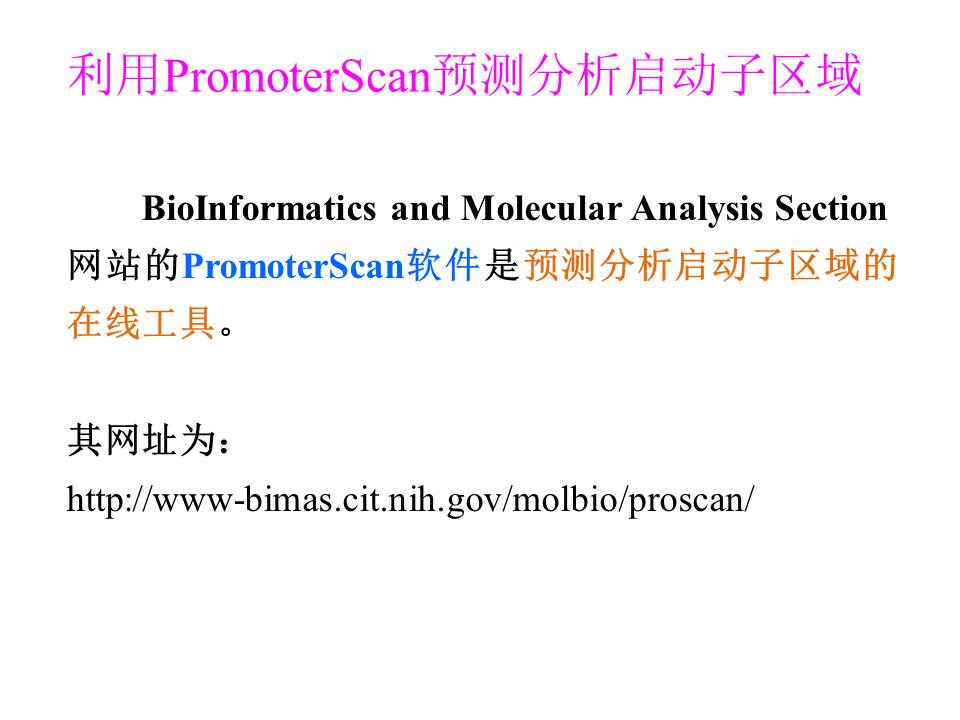 利用PromoterScan预测分析启动子区域
BioInformatics and Molecular Analysis Section
网站的PromoterScan软件是预测分析启动子区域的
在线工具。
其网址为：
http://www-bimas.cit.nih.gov/molbio/proscan/